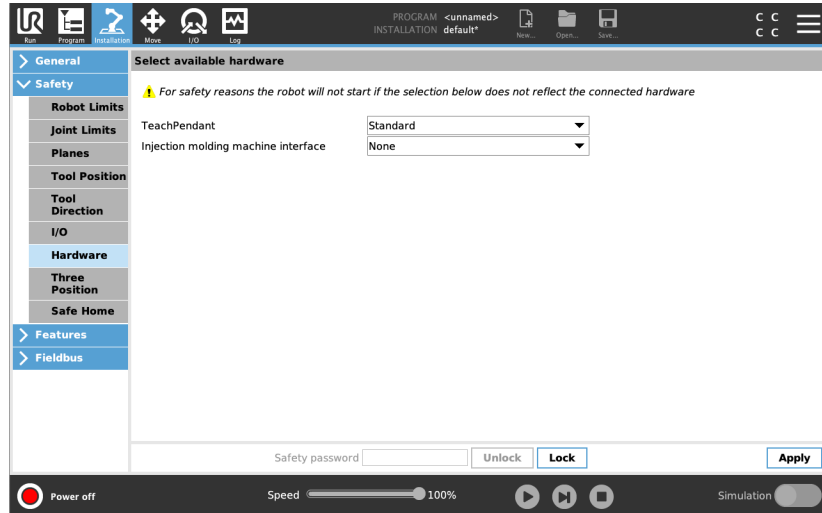 UR
PROGRAM <unnamed>
INSTALLATION default*
C C
C C
Run Program Installation Move I/O Log New... Open... Save...
General
Safety
Robot Limits
Joint Limits
Planes
Tool Position
Tool
Direction
I/O
Hardware
Three
Position
Safe Home
Features
Fieldbus
Select available hardware
For safety reasons the robot will not start if the selection below does not reflect the connected hardware
TeachPendant Standard
Injection molding machine interface None
Safety password Unlock Lock Apply
Power off Speed 100% Simulation